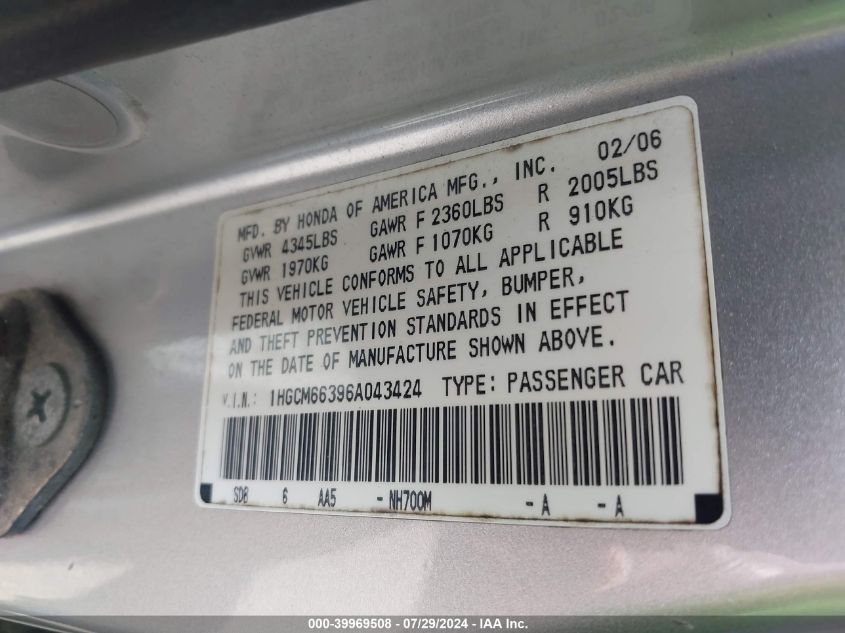 MFD. BY HONDA OF AMERICA MFG., INC. 02/06
GVWR 4345LBS GAWR F 2360LBS R 2005LBS
GVWR 1970KG GAWR F 1070KG R 910KG
THIS VEHICLE CONFORMS TO ALL APPLICABLE
FEDERAL MOTOR VEHICLE SAFETY, BUMPER,
AND THEFT PREVENTION STANDARDS IN EFFECT
ON THE DATE OF MANUFACTURE SHOWN ABOVE.
V.I.N.: 1HGCM66396A043424 TYPE: PASSENGER CAR
SDB 6 AA5 - NH700M - A - A
000-39969508 - 07/29/2024 - IAA Inc.